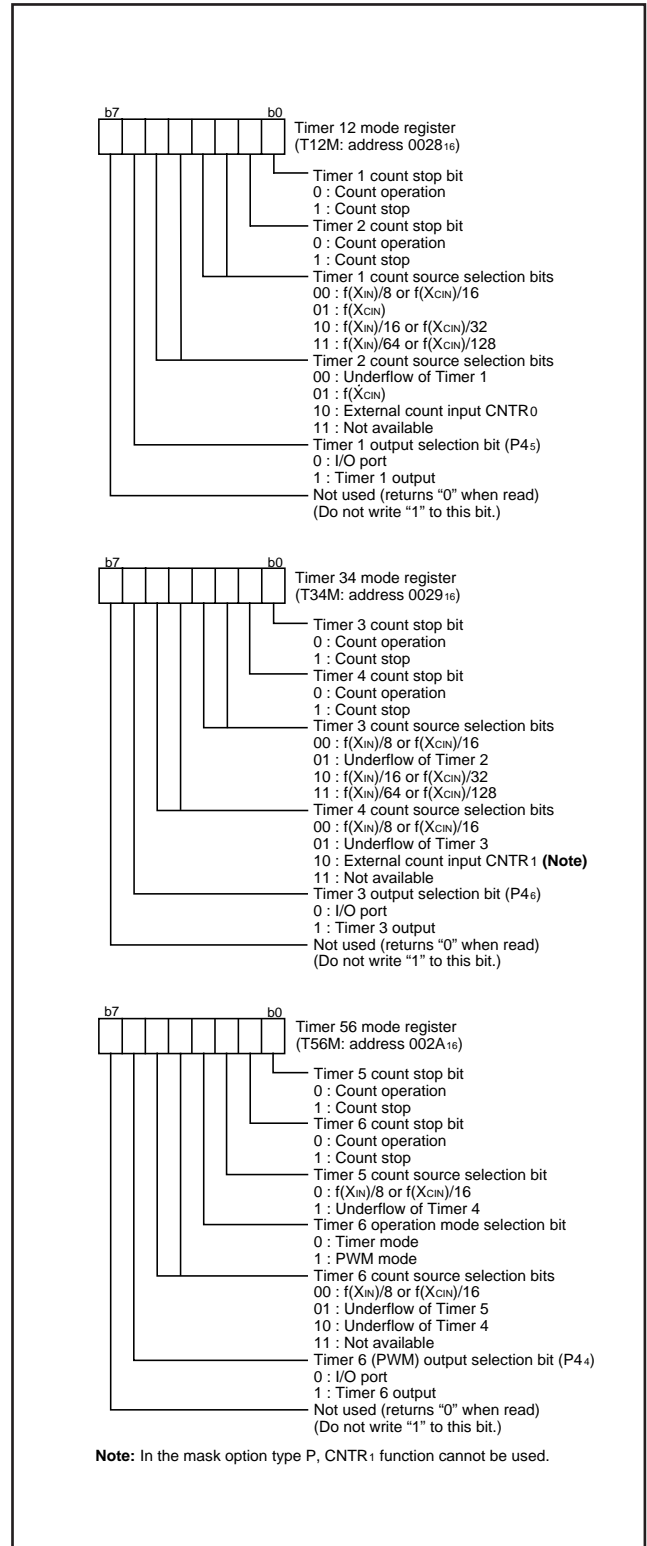 b7 b0
Timer 12 mode register
(T12M: address 0028₁₆)
Timer 1 count stop bit
0 : Count operation
1 : Count stop
Timer 2 count stop bit
0 : Count operation
1 : Count stop
Timer 1 count source selection bits
00 : f(XIN)/8 or f(XCIN)/16
01 : f(XCIN)
10 : f(XIN)/16 or f(XCIN)/32
11 : f(XIN)/64 or f(XCIN)/128
Timer 2 count source selection bits
00 : Underflow of Timer 1
01 : f(XCIN)
10 : External count input CNTR0
11 : Not available
Timer 1 output selection bit (P4₅)
0 : I/O port
1 : Timer 1 output
Not used (returns “0” when read)
(Do not write “1” to this bit.)
b7 b0
Timer 34 mode register
(T34M: address 0029₁₆)
Timer 3 count stop bit
0 : Count operation
1 : Count stop
Timer 4 count stop bit
0 : Count operation
1 : Count stop
Timer 3 count source selection bits
00 : f(XIN)/8 or f(XCIN)/16
01 : Underflow of Timer 2
10 : f(XIN)/16 or f(XCIN)/32
11 : f(XIN)/64 or f(XCIN)/128
Timer 4 count source selection bits
00 : f(XIN)/8 or f(XCIN)/16
01 : Underflow of Timer 3
10 : External count input CNTR1 (Note)
11 : Not available
Timer 3 output selection bit (P4₆)
0 : I/O port
1 : Timer 3 output
Not used (returns “0” when read)
(Do not write “1” to this bit.)
b7 b0
Timer 56 mode register
(T56M: address 002A₁₆)
Timer 5 count stop bit
0 : Count operation
1 : Count stop
Timer 6 count stop bit
0 : Count operation
1 : Count stop
Timer 5 count source selection bit
0 : f(XIN)/8 or f(XCIN)/16
1 : Underflow of Timer 4
Timer 6 operation mode selection bit
0 : Timer mode
1 : PWM mode
Timer 6 count source selection bits
00 : f(XIN)/8 or f(XCIN)/16
01 : Underflow of Timer 5
10 : Underflow of Timer 4
11 : Not available
Timer 6 (PWM) output selection bit (P4₄)
0 : I/O port
1 : Timer 6 output
Not used (returns “0” when read)
(Do not write “1” to this bit.)
Note: In the mask option type P, CNTR1 function cannot be used.